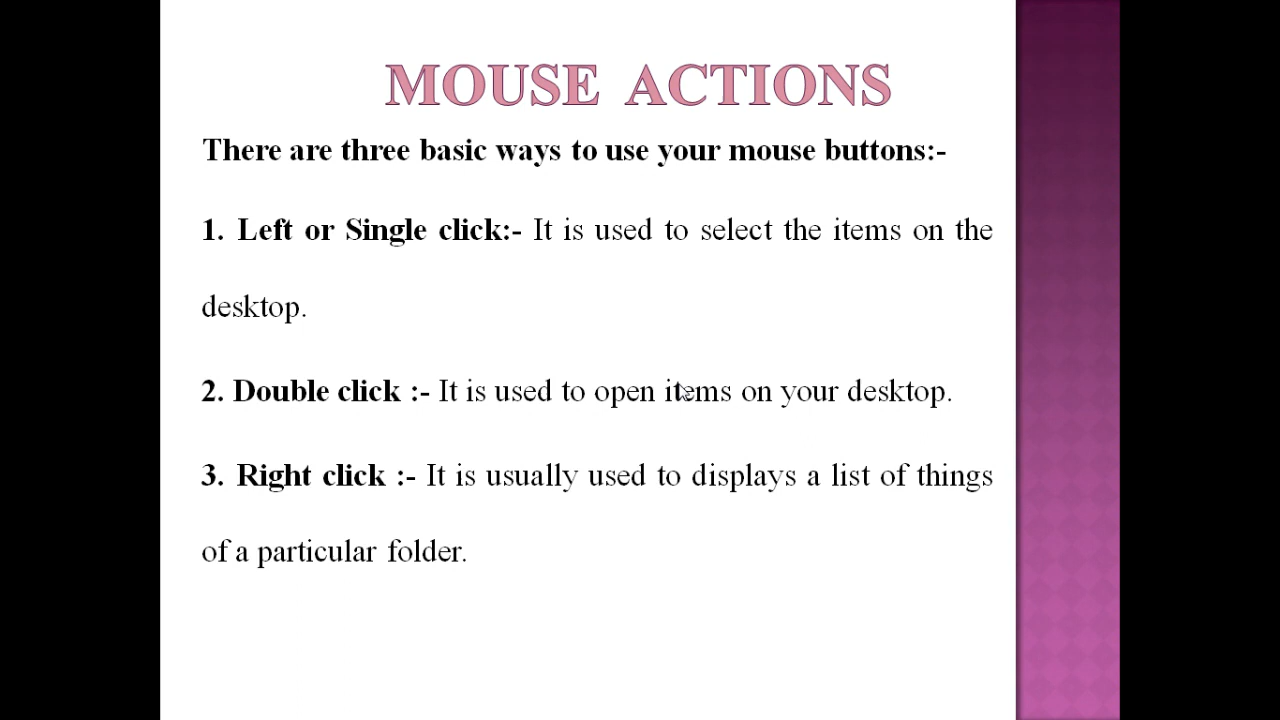 MOUSE ACTIONS
There are three basic ways to use your mouse buttons:-
1. Left or Single click:- It is used to select the items on the
desktop.
2. Double click :- It is used to open items on your desktop.
3. Right click :- It is usually used to displays a list of things
of a particular folder.